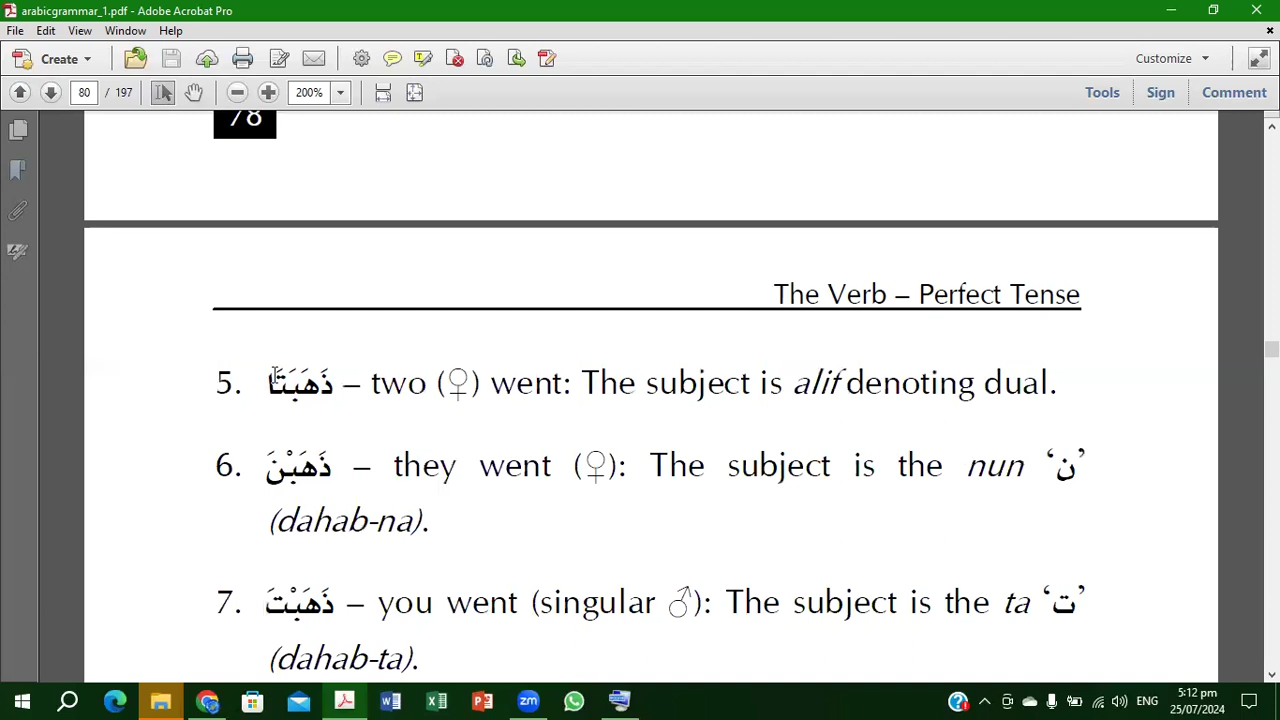 arabicgrammar_1.pdf - Adobe Acrobat Pro
File Edit View Window Help
Create Customize
80 / 197 200% Tools Sign Comment
78
The Verb – Perfect Tense
5. ذَهَبَتَا – two (♀) went: The subject is alif denoting dual.
6. ذَهَبْنَ – they went (♀): The subject is the nun ‘ن’
(dahab-na).
7. ذَهَبْتَ – you went (singular ♂): The subject is the ta ‘ت’
(dahab-ta).
ENG
5:12 pm
25/07/2024